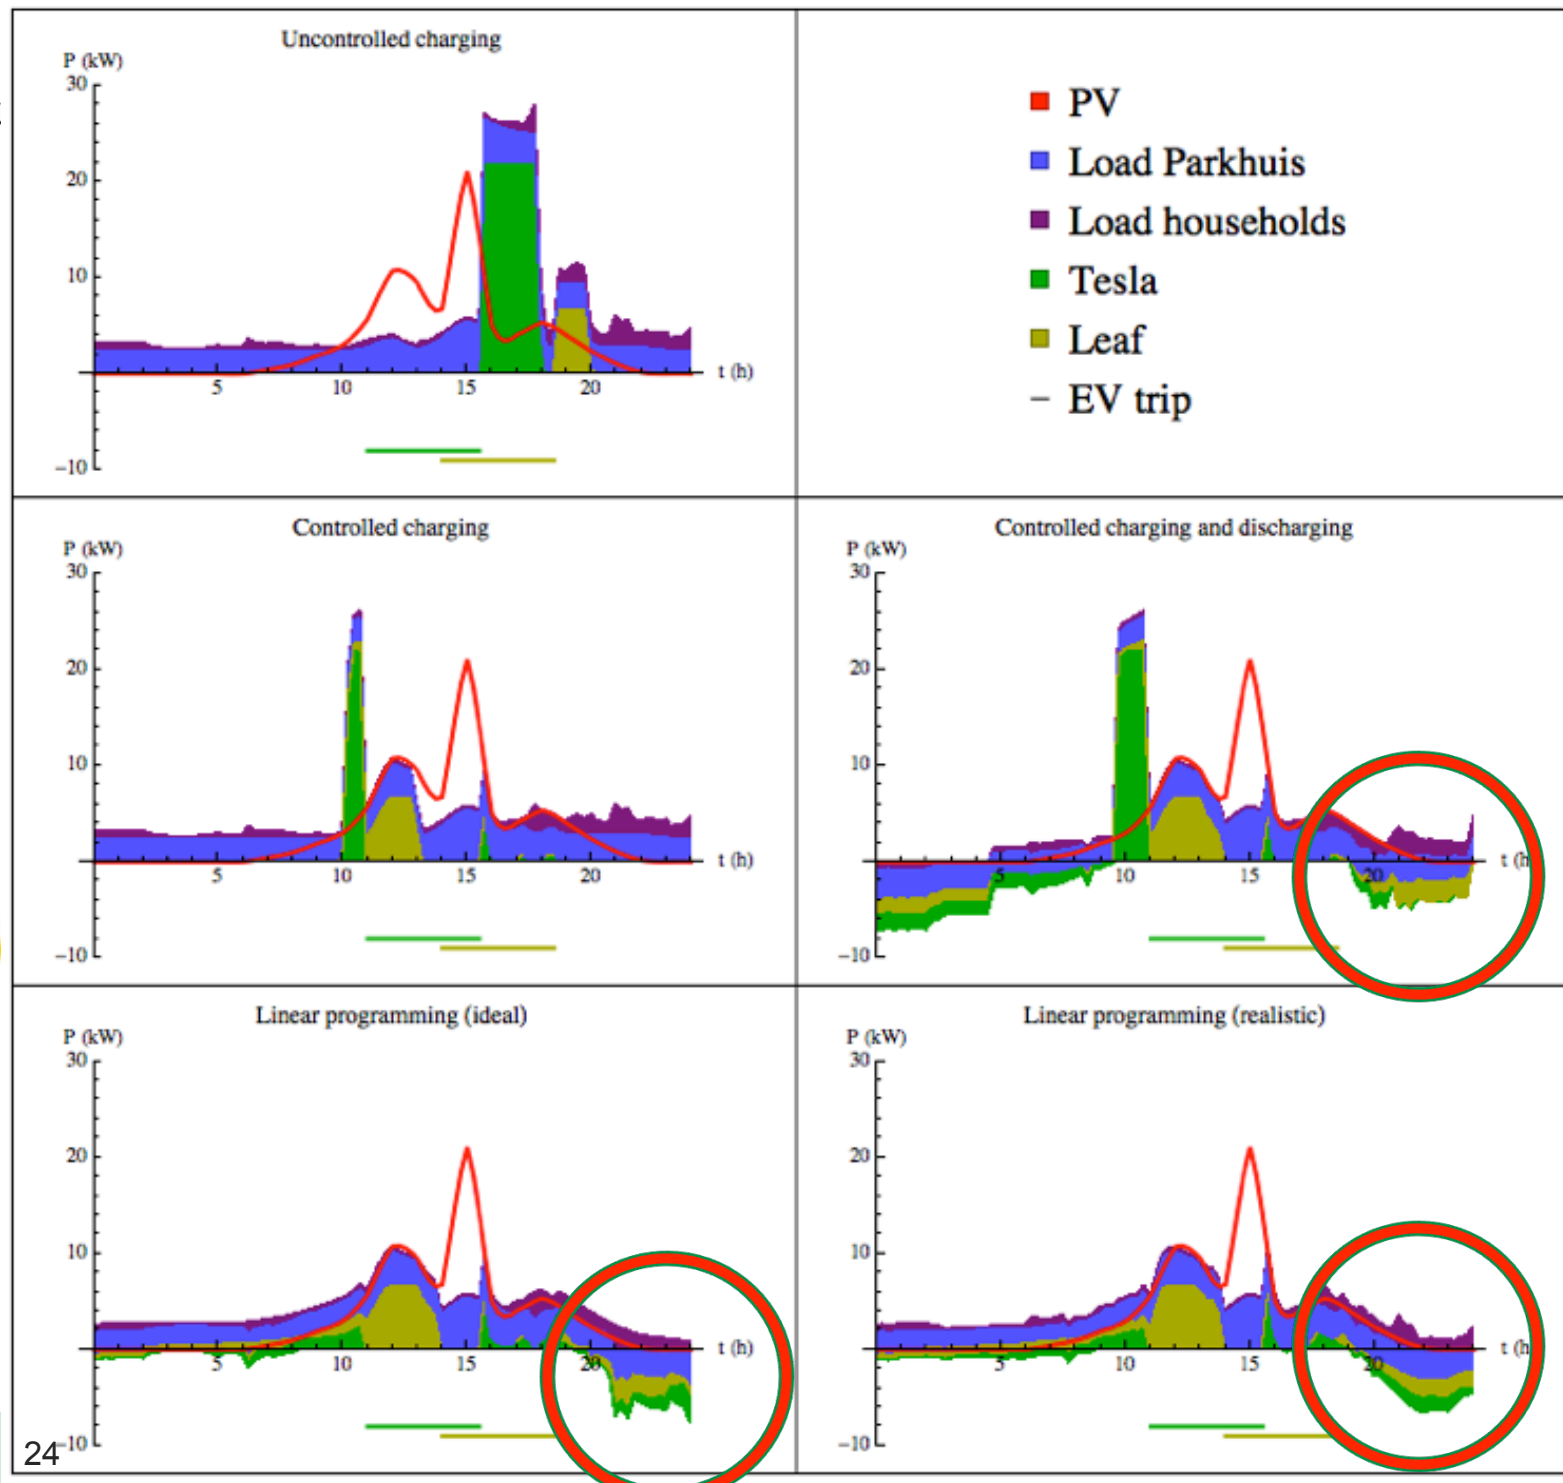 Uncontrolled charging
P (kW)
30
20
10
−10
5
10
15
20
t (h)
PV
Load Parkhuis
Load households
Tesla
Leaf
EV trip
Controlled charging
P (kW)
30
20
10
−10
5
10
15
20
t (h)
Controlled charging and discharging
P (kW)
30
20
10
−10
5
10
15
20
t (h
Linear programming (ideal)
P (kW)
30
20
10
−10
5
10
15
20
t (h)
Linear programming (realistic)
P (kW)
30
20
10
−10
5
10
15
20
t (h
24